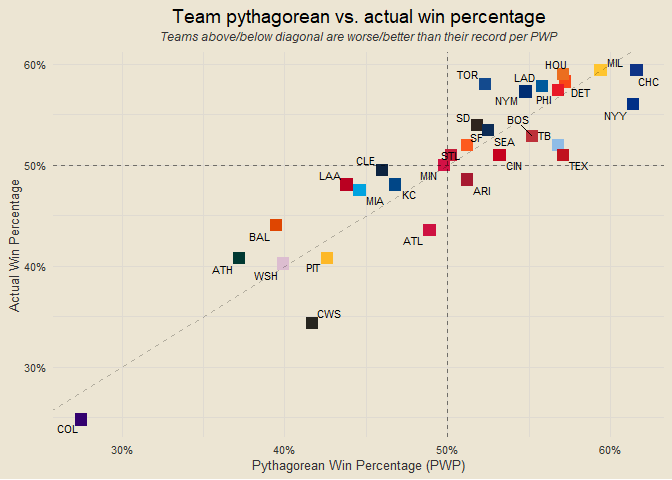 Team pythagorean vs. actual win percentage
Teams above/below diagonal are worse/better than their record per PWP
Actual Win Percentage
60%
50%
40%
30%
HOU
MIL
TOR
LAD
CHC
NYM
PHI
DET
NYY
SD
BOS
SF
SEA
TB
CLE
STL
CIN
TEX
LAA
MIN
MIA
KC
ARI
BAL
ATL
ATH
WSH
PIT
CWS
COL
30%
40%
50%
60%
Pythagorean Win Percentage (PWP)